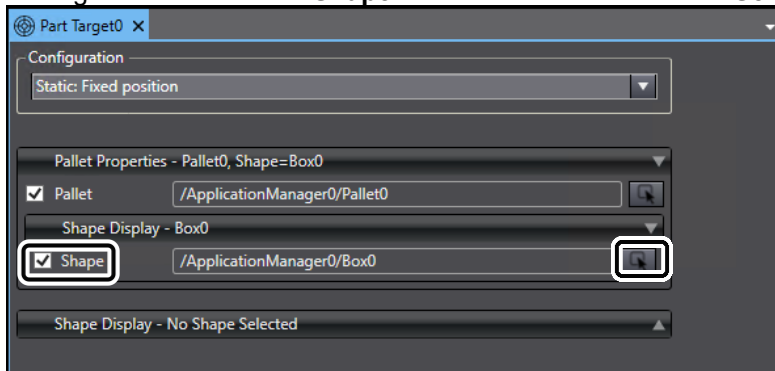 Part Target0
Configuration
Static: Fixed position
Pallet Properties - Pallet0, Shape=Box0
Pallet /ApplicationManager0/Pallet0
Shape Display - Box0
Shape /ApplicationManager0/Box0
Shape Display - No Shape Selected